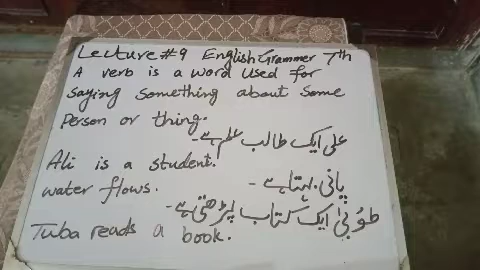 Lecture #9 English Grammer 7th
A verb is a word used for
saying something about some
Person or thing.
علی ایک طالب علم ہے۔
Ali is a student.
پانی بہتا ہے۔
water flows.
طوبیٰ ایک کتاب پڑھتی ہے۔
Tuba reads a book.